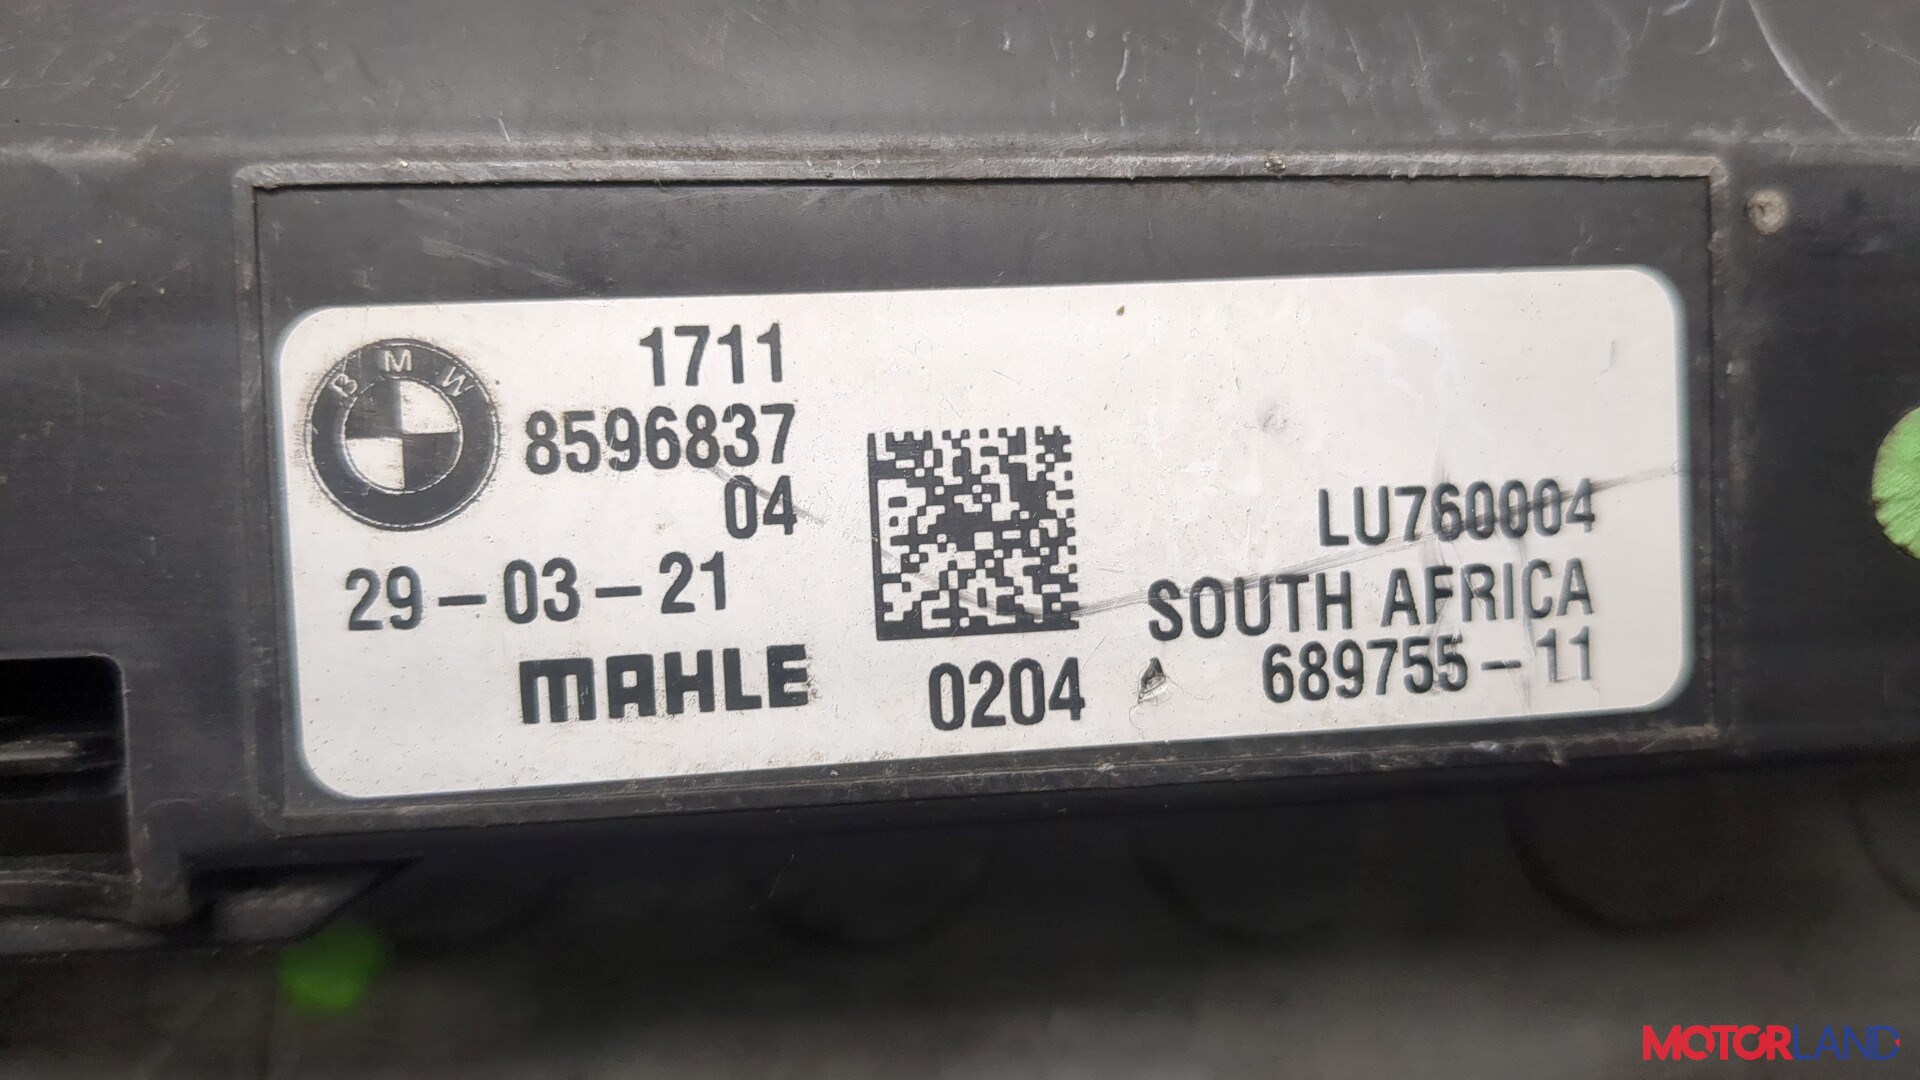 BMW
1711
8596837
04
29-03-21
MAHLE
0204
LU760004
SOUTH AFRICA
689755-11
MOTORLAND